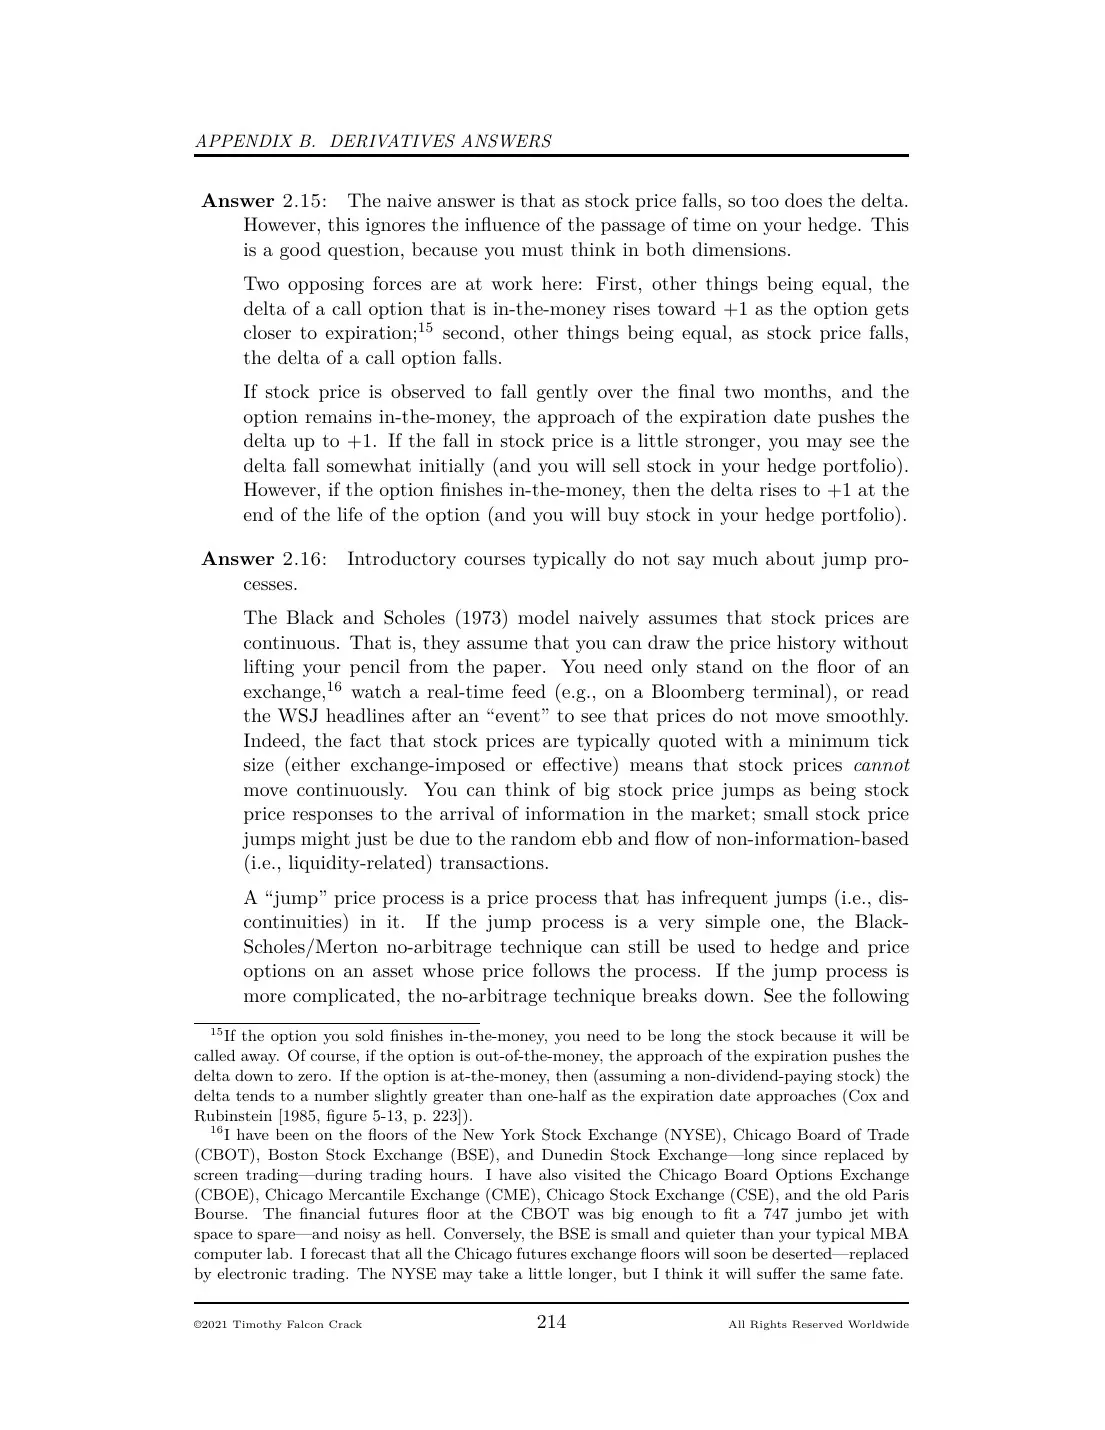 APPENDIX B. DERIVATIVES ANSWERS
Answer 2.15: The naive answer is that as stock price falls, so too does the delta.
However, this ignores the influence of the passage of time on your hedge. This
is a good question, because you must think in both dimensions.
Two opposing forces are at work here: First, other things being equal, the
delta of a call option that is in-the-money rises toward +1 as the option gets
closer to expiration;15 second, other things being equal, as stock price falls,
the delta of a call option falls.
If stock price is observed to fall gently over the final two months, and the
option remains in-the-money, the approach of the expiration date pushes the
delta up to +1. If the fall in stock price is a little stronger, you may see the
delta fall somewhat initially (and you will sell stock in your hedge portfolio).
However, if the option finishes in-the-money, then the delta rises to +1 at the
end of the life of the option (and you will buy stock in your hedge portfolio).
Answer 2.16: Introductory courses typically do not say much about jump pro-
cesses.
The Black and Scholes (1973) model naively assumes that stock prices are
continuous. That is, they assume that you can draw the price history without
lifting your pencil from the paper. You need only stand on the floor of an
exchange,16 watch a real-time feed (e.g., on a Bloomberg terminal), or read
the WSJ headlines after an “event” to see that prices do not move smoothly.
Indeed, the fact that stock prices are typically quoted with a minimum tick
size (either exchange-imposed or effective) means that stock prices cannot
move continuously. You can think of big stock price jumps as being stock
price responses to the arrival of information in the market; small stock price
jumps might just be due to the random ebb and flow of non-information-based
(i.e., liquidity-related) transactions.
A “jump” price process is a price process that has infrequent jumps (i.e., dis-
continuities) in it. If the jump process is a very simple one, the Black-
Scholes/Merton no-arbitrage technique can still be used to hedge and price
options on an asset whose price follows the process. If the jump process is
more complicated, the no-arbitrage technique breaks down. See the following
15If the option you sold finishes in-the-money, you need to be long the stock because it will be
called away. Of course, if the option is out-of-the-money, the approach of the expiration pushes the
delta down to zero. If the option is at-the-money, then (assuming a non-dividend-paying stock) the
delta tends to a number slightly greater than one-half as the expiration date approaches (Cox and
Rubinstein [1985, figure 5-13, p. 223]).
16I have been on the floors of the New York Stock Exchange (NYSE), Chicago Board of Trade
(CBOT), Boston Stock Exchange (BSE), and Dunedin Stock Exchange—long since replaced by
screen trading—during trading hours. I have also visited the Chicago Board Options Exchange
(CBOE), Chicago Mercantile Exchange (CME), Chicago Stock Exchange (CSE), and the old Paris
Bourse. The financial futures floor at the CBOT was big enough to fit a 747 jumbo jet with
space to spare—and noisy as hell. Conversely, the BSE is small and quieter than your typical MBA
computer lab. I forecast that all the Chicago futures exchange floors will soon be deserted—replaced
by electronic trading. The NYSE may take a little longer, but I think it will suffer the same fate.
©2021 Timothy Falcon Crack 214 All Rights Reserved Worldwide